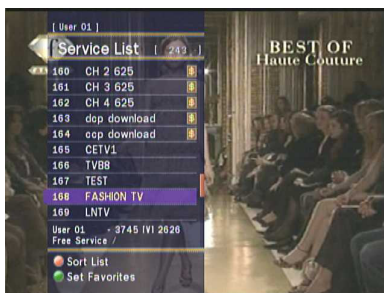 [ User 01 ]
Service List [ 243 ]
160 CH 2 625 $
161 CH 3 625 $
162 CH 4 625 $
163 dcp download $
164 ccp download $
165 CETV1
166 TVB8
167 TEST
168 FASHION TV
169 LNTV
User 01 - 3745 [V] 2626
Free Service /
Sort List
Set Favorites
BEST OF
Haute Couture